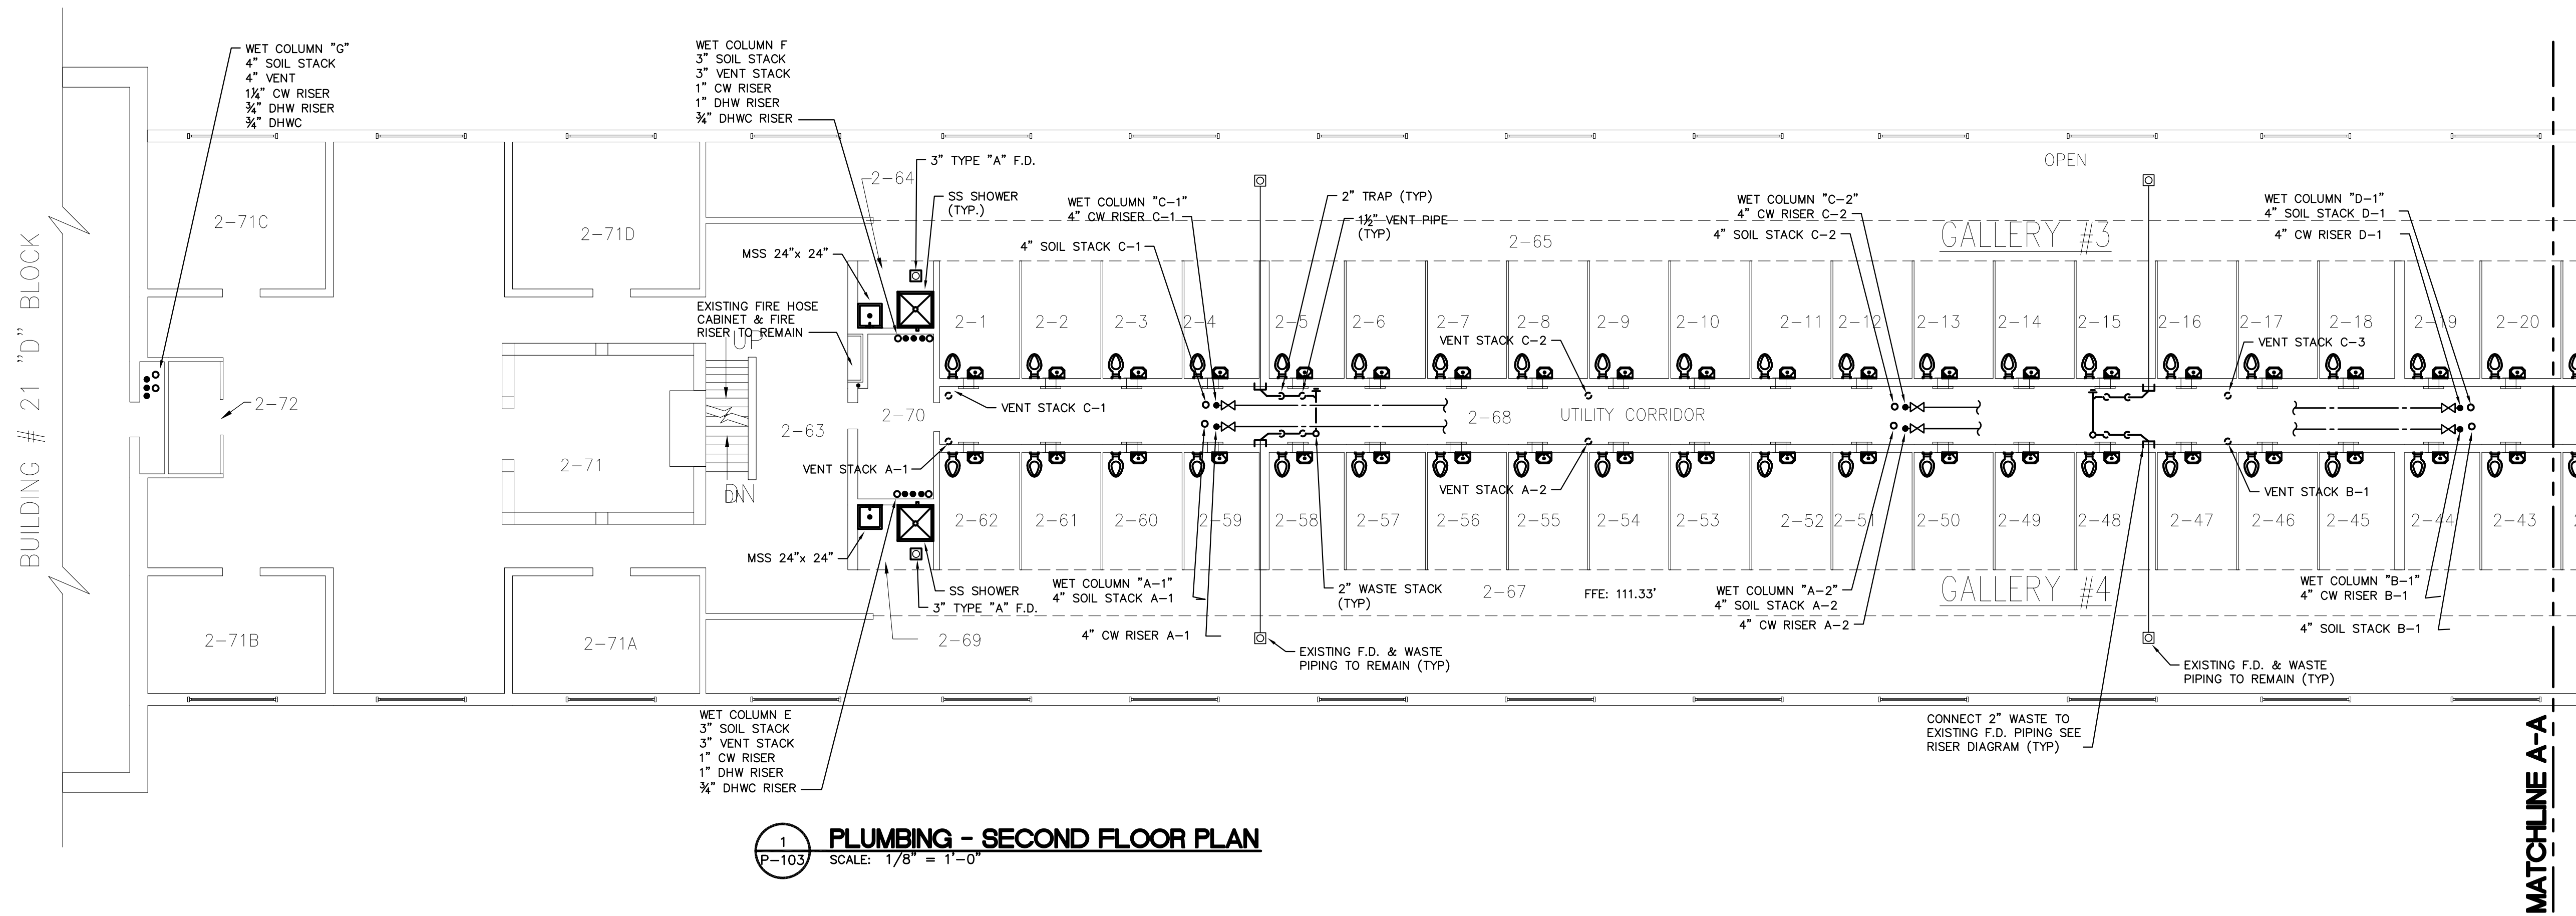 WET COLUMN "G"
4" SOIL STACK
4" VENT
1¼" CW RISER
¾" DHW RISER
¾" DHWC
WET COLUMN F
3" SOIL STACK
3" VENT STACK
1" CW RISER
1" DHW RISER
¾" DHWC RISER
BUILDING # 21 "D" BLOCK
2-71C
2-71D
2-64
3" TYPE "A" F.D.
SS SHOWER
(TYP.)
MSS 24"x 24"
EXISTING FIRE HOSE
CABINET & FIRE
RISER TO REMAIN
UP
WET COLUMN "C-1"
4" CW RISER C-1
4" SOIL STACK C-1
2" TRAP (TYP)
1½" VENT PIPE
(TYP)
2-65
WET COLUMN "C-2"
4" CW RISER C-2
4" SOIL STACK C-2
OPEN
GALLERY #3
WET COLUMN "D-1"
4" SOIL STACK D-1
4" CW RISER D-1
2-1
2-2
2-3
2-4
2-5
2-6
2-7
2-8
2-9
2-10
2-11
2-12
2-13
2-14
2-15
2-16
2-17
2-18
2-19
2-20
VENT STACK C-2
VENT STACK C-3
2-72
2-70
VENT STACK C-1
2-63
2-68
UTILITY CORRIDOR
2-71
VENT STACK A-1
DN
DN
VENT STACK A-2
VENT STACK B-1
2-62
2-61
2-60
2-59
2-58
2-57
2-56
2-55
2-54
2-53
2-52
2-51
2-50
2-49
2-48
2-47
2-46
2-45
2-44
2-43
MSS 24"x 24"
SS SHOWER
3" TYPE "A" F.D.
WET COLUMN "A-1"
4" SOIL STACK A-1
4" CW RISER A-1
2" WASTE STACK
(TYP)
2-67
FFE: 111.33'
WET COLUMN "A-2"
4" SOIL STACK A-2
4" CW RISER A-2
GALLERY #4
WET COLUMN "B-1"
4" CW RISER B-1
4" SOIL STACK B-1
2-71B
2-71A
2-69
EXISTING F.D. & WASTE
PIPING TO REMAIN (TYP)
EXISTING F.D. & WASTE
PIPING TO REMAIN (TYP)
WET COLUMN E
3" SOIL STACK
3" VENT STACK
1" CW RISER
1" DHW RISER
¾" DHWC RISER
CONNECT 2" WASTE TO
EXISTING F.D. PIPING SEE
RISER DIAGRAM (TYP)
MATCHLINE A-A
1
P-103
PLUMBING - SECOND FLOOR PLAN
SCALE: 1/8" = 1'-0"